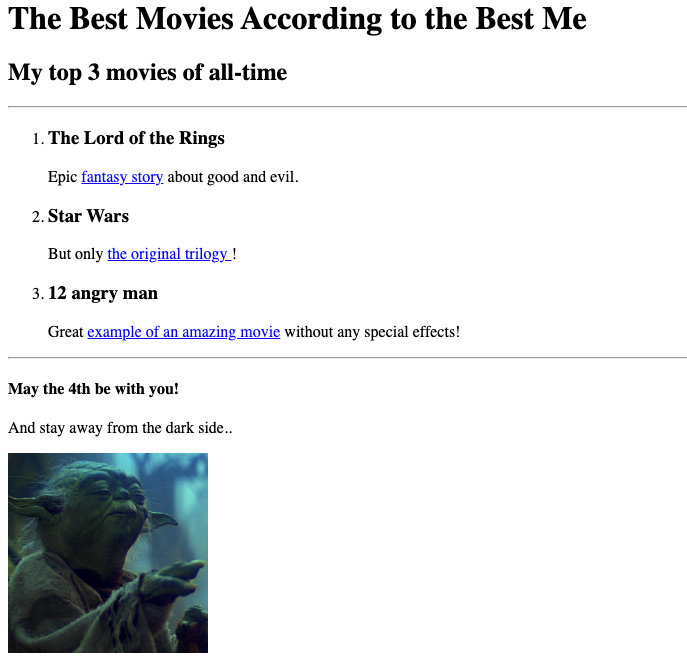 The Best Movies According to the Best Me
My top 3 movies of all-time
1. The Lord of the Rings
Epic fantasy story about good and evil.
2. Star Wars
But only the original trilogy !
3. 12 angry man
Great example of an amazing movie without any special effects!
May the 4th be with you!
And stay away from the dark side..